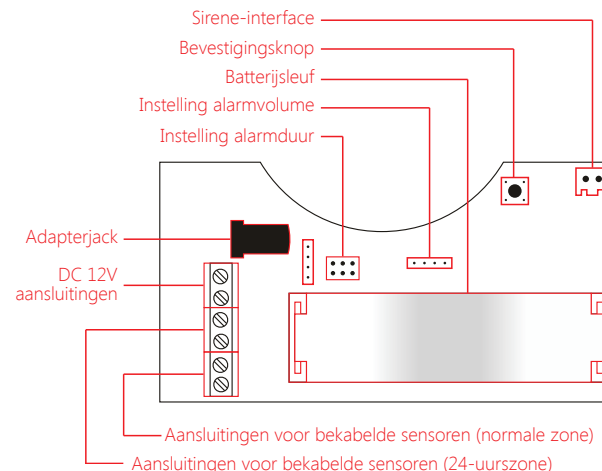 Sirene-interface
Bevestigingsknop
Batterijsleuf
Instelling alarmvolume
Instelling alarmduur
Adapterjack
DC 12V
aansluitingen
Aansluitingen voor bekabelde sensoren (normale zone)
Aansluitingen voor bekabelde sensoren (24-uurszone)